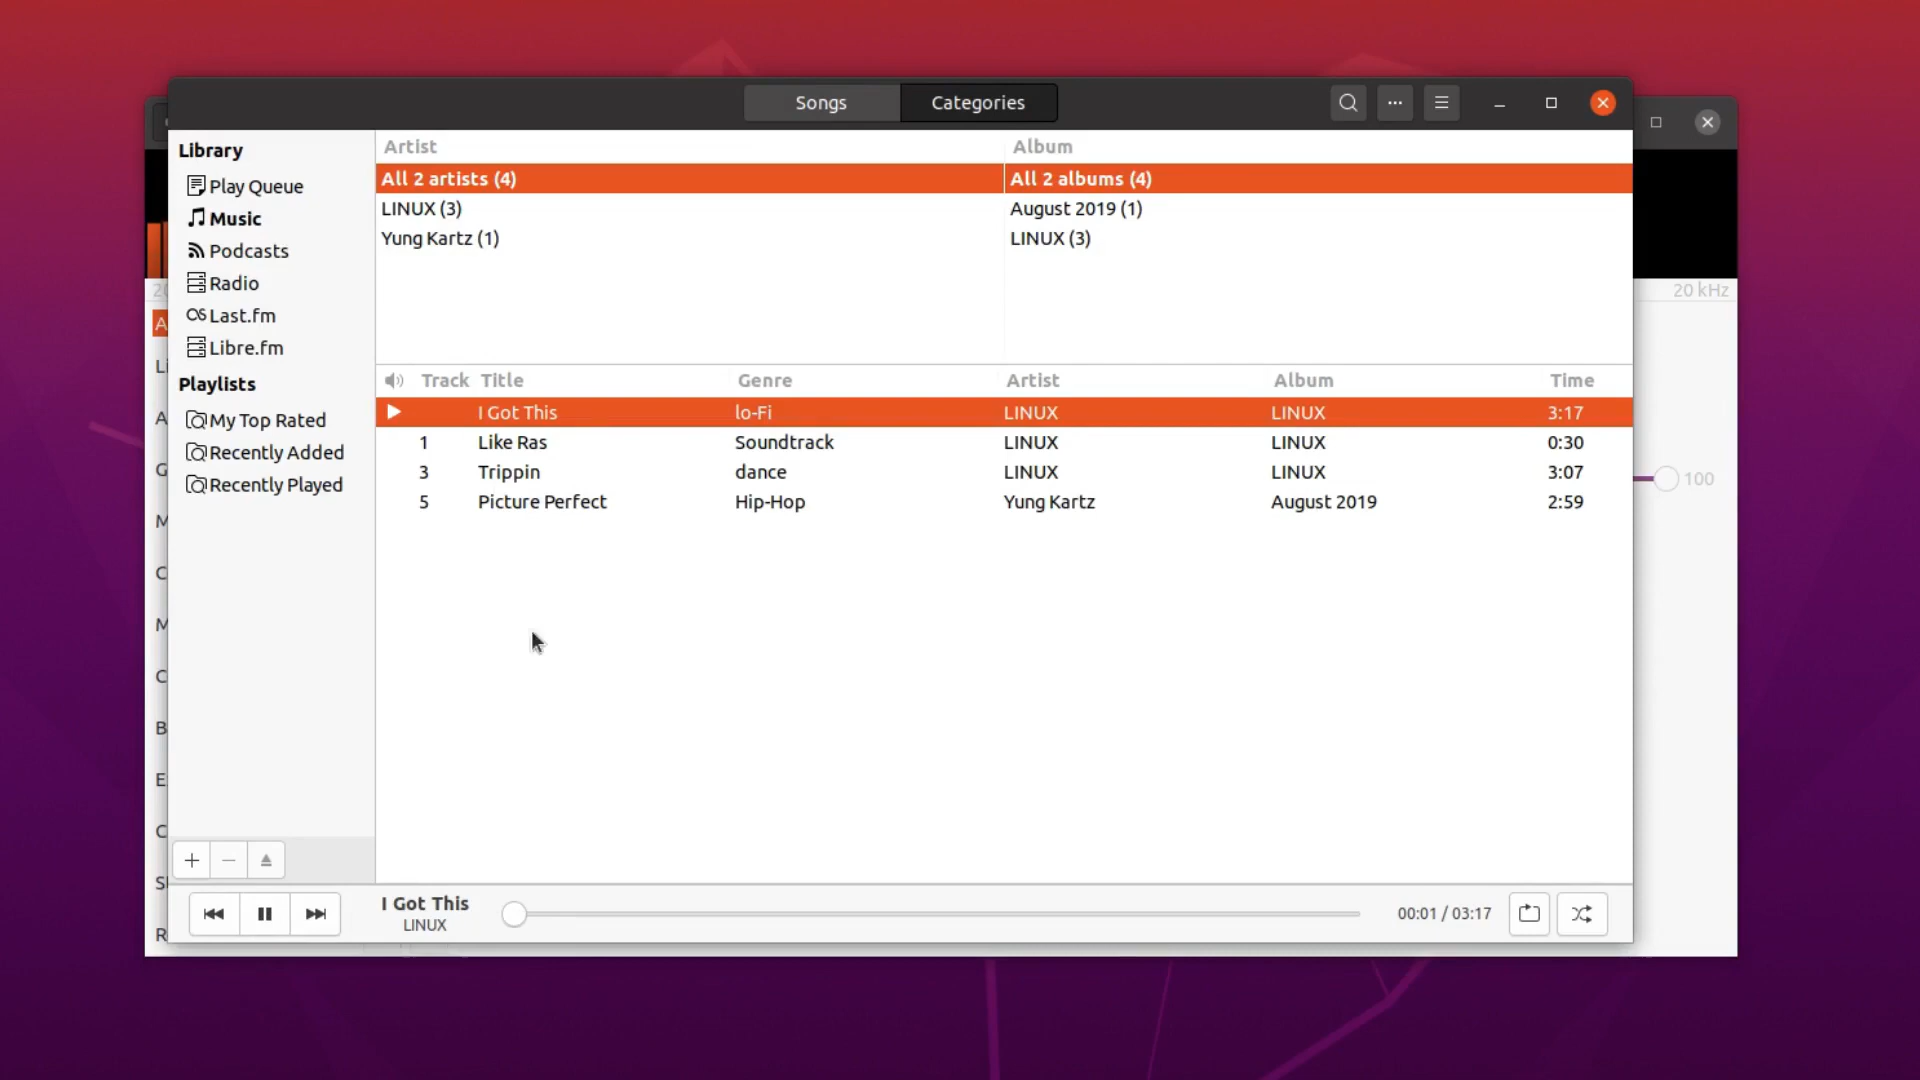 Songs
Categories
Library
Play Queue
Music
Podcasts
Radio
Last.fm
Libre.fm
Playlists
My Top Rated
Recently Added
Recently Played
Artist Album
All 2 artists (4) All 2 albums (4)
LINUX (3) August 2019 (1)
Yung Kartz (1) LINUX (3)
Track Title Genre Artist Album Time
I Got This lo-Fi LINUX LINUX 3:17
1 Like Ras Soundtrack LINUX LINUX 0:30
3 Trippin dance LINUX LINUX 3:07
5 Picture Perfect Hip-Hop Yung Kartz August 2019 2:59
I Got This
LINUX
00:01 / 03:17
20 kHz
100